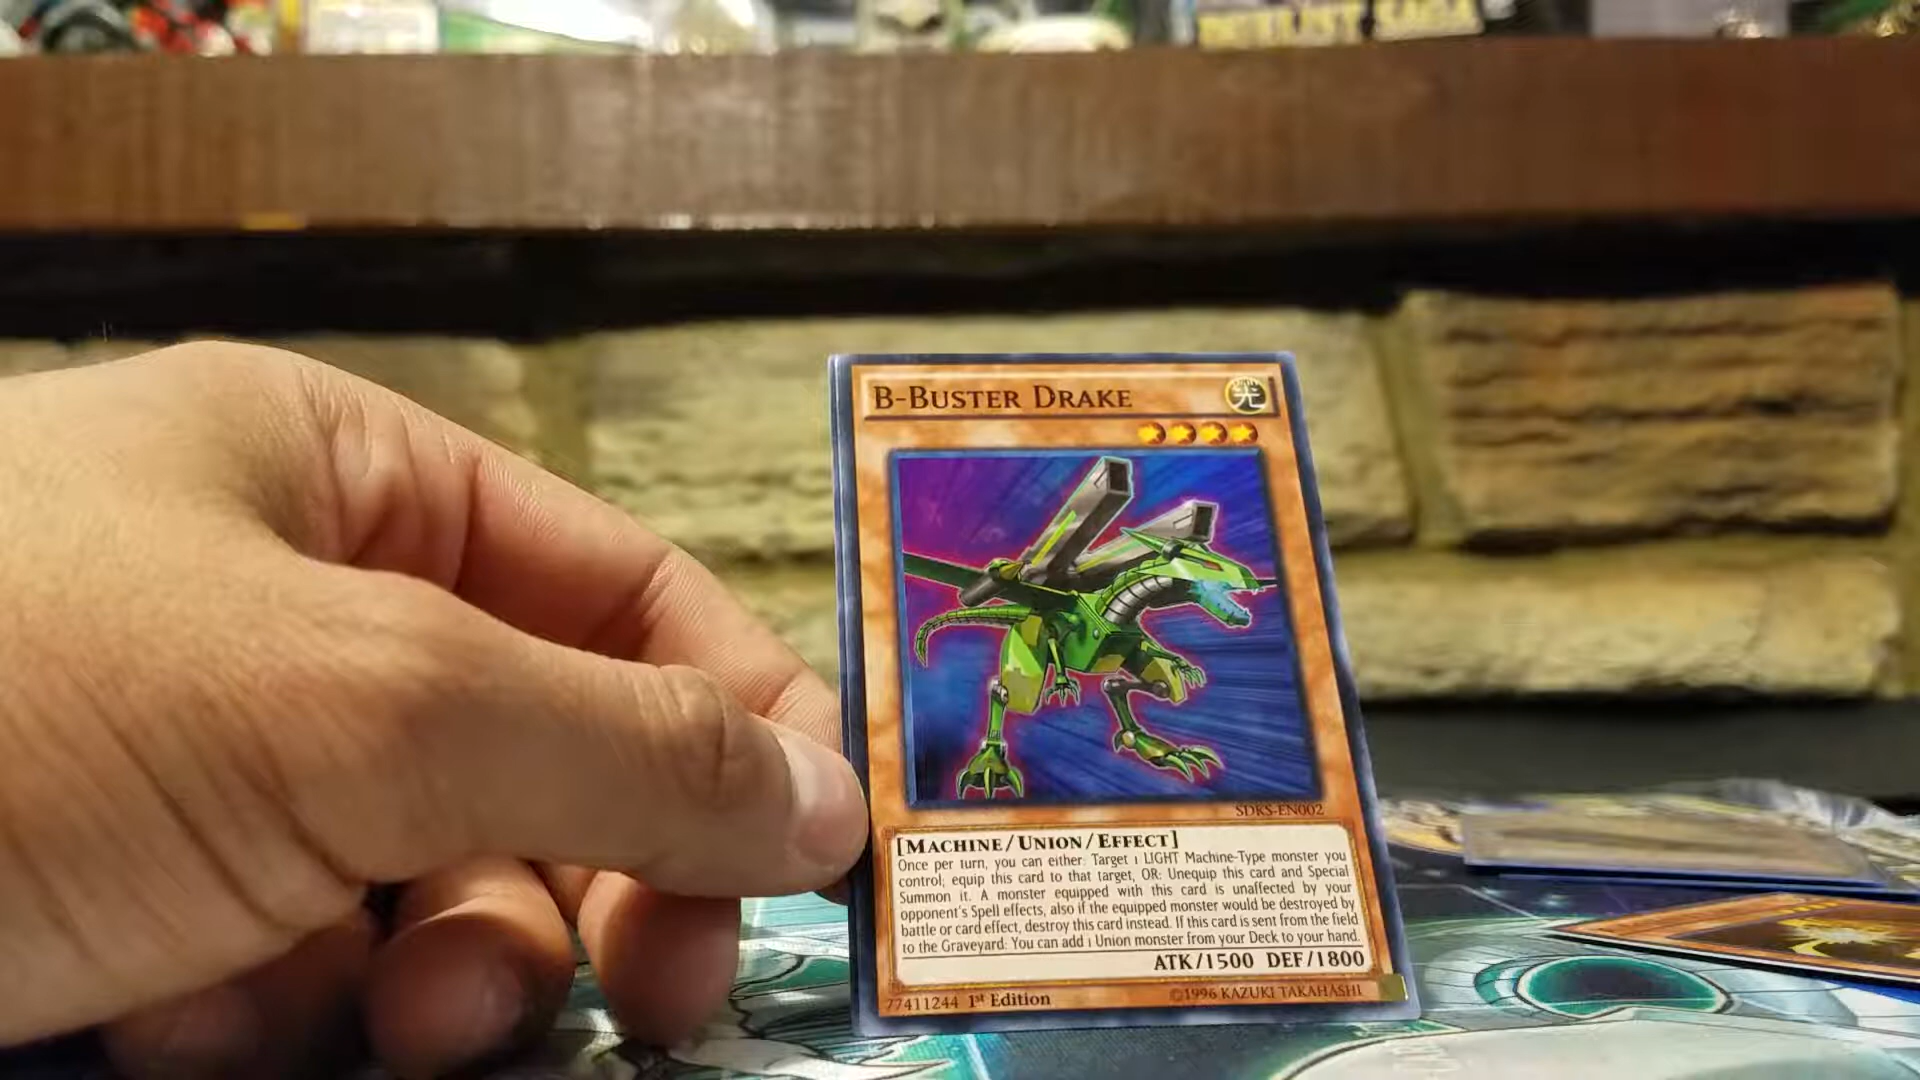 DUELIST SAGA
B-BUSTER DRAKE
光
SDKS-EN002
[MACHINE/UNION/EFFECT]
Once per turn, you can either: Target 1 LIGHT Machine-Type monster you
control; equip this card to that target, OR: Unequip this card and Special
Summon it. A monster equipped with this card is unaffected by your
opponent's Spell effects, also if the equipped monster would be destroyed by
battle or card effect, destroy this card instead. If this card is sent from the field
to the Graveyard: You can add 1 Union monster from your Deck to your hand.
ATK/1500 DEF/1800
77411244 1st Edition ©1996 KAZUKI TAKAHASHI